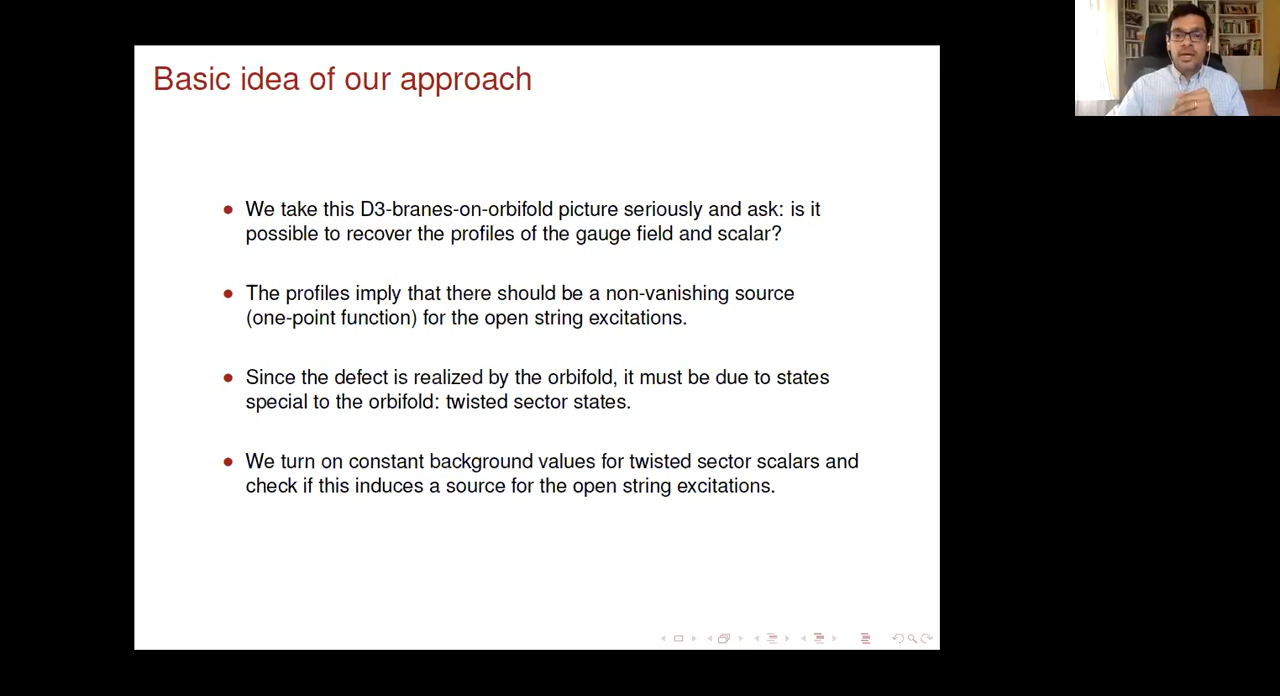 Basic idea of our approach
We take this D3-branes-on-orbifold picture seriously and ask: is it
possible to recover the profiles of the gauge field and scalar?
The profiles imply that there should be a non-vanishing source
(one-point function) for the open string excitations.
Since the defect is realized by the orbifold, it must be due to states
special to the orbifold: twisted sector states.
We turn on constant background values for twisted sector scalars and
check if this induces a source for the open string excitations.